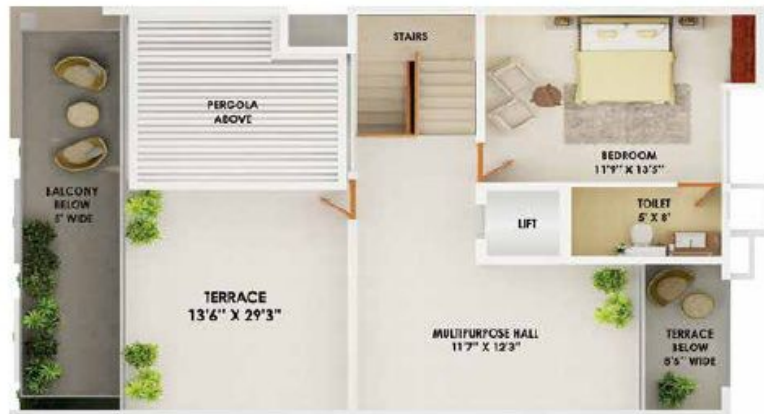 STAIRS
PERGOLA
ABOVE
BEDROOM
11'9" X 13'5"
BALCONY
BELOW
5' WIDE
TOILET
5' X 8'
LIFT
TERRACE
13'6" X 29'3"
MULTIPURPOSE HALL
11'7" X 12'3"
TERRACE
BELOW
5'5" WIDE